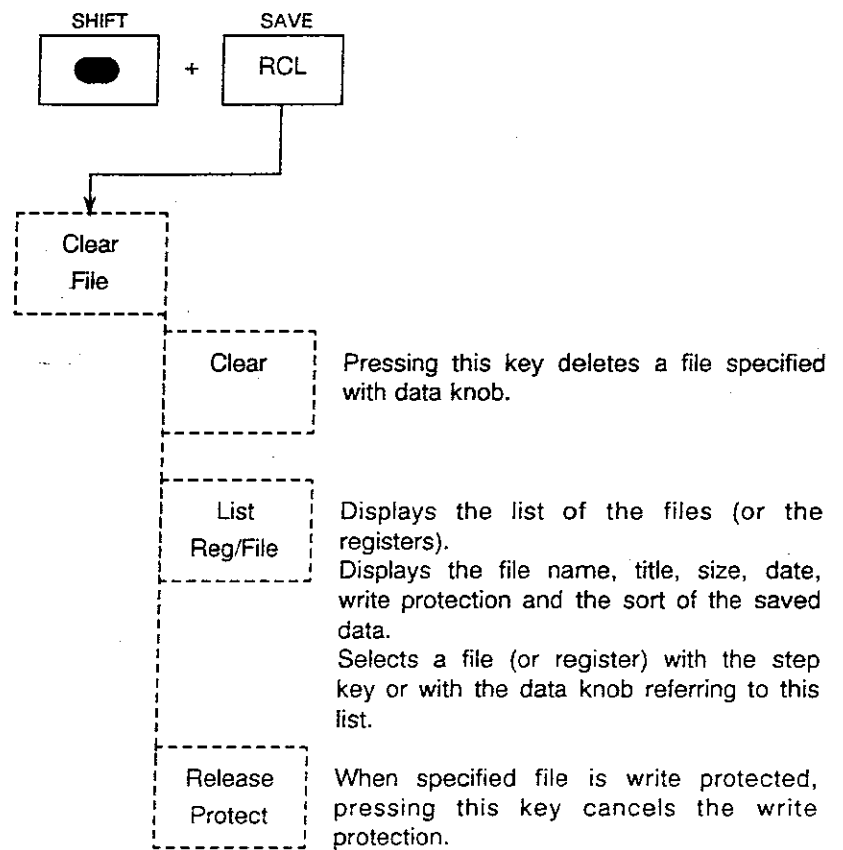 SHIFT SAVE
+ RCL
Clear
File
Clear
Pressing this key deletes a file specified
with data knob.
List
Reg/File
Displays the list of the files (or the
registers).
Displays the file name, title, size, date,
write protection and the sort of the saved
data.
Selects a file (or register) with the step
key or with the data knob referring to this
list.
Release
Protect
When specified file is write protected,
pressing this key cancels the write
protection.